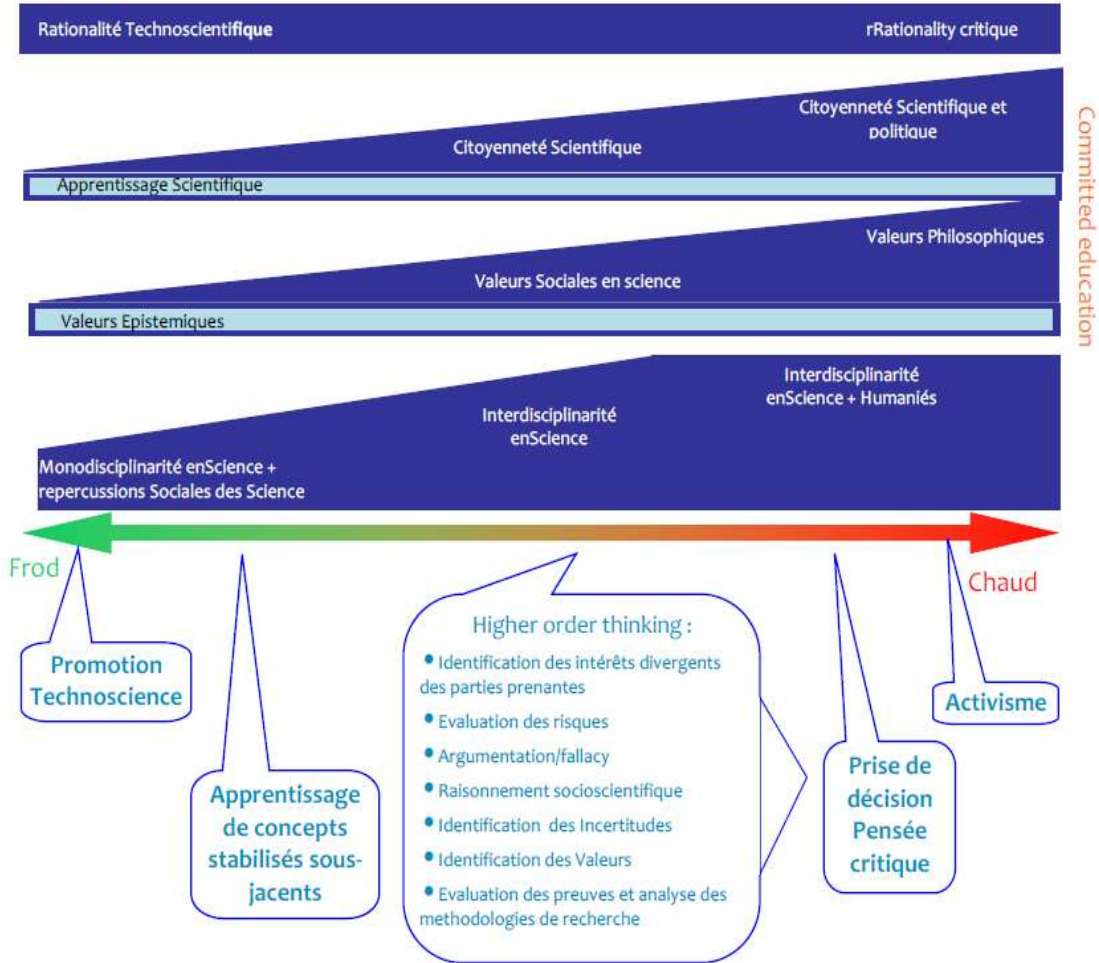 Rationalité Technoscientifique
rRationality critique
Citoyenneté Scientifique et
politique
Citoyenneté Scientifique
Apprentissage Scientifique
Valeurs Philosophiques
Valeurs Sociales en science
Valeurs Epistemiques
Committed education
Interdisciplinarité
enScience + Humaniés
Interdisciplinarité
enScience
Monodisciplinarité enScience +
repercussions Sociales des Science
Frod
Chaud
Promotion
Technoscience
Apprentissage
de concepts
stabilisés sous-
jacents
Higher order thinking :
• Identification des intérêts divergents
des parties prenantes
• Evaluation des risques
• Argumentation/fallacy
• Raisonnement socioscientifique
• Identification des Incertitudes
• Identification des Valeurs
• Evaluation des preuves et analyse des
methodologies de recherche
Prise de
décision
Pensée
critique
Activisme